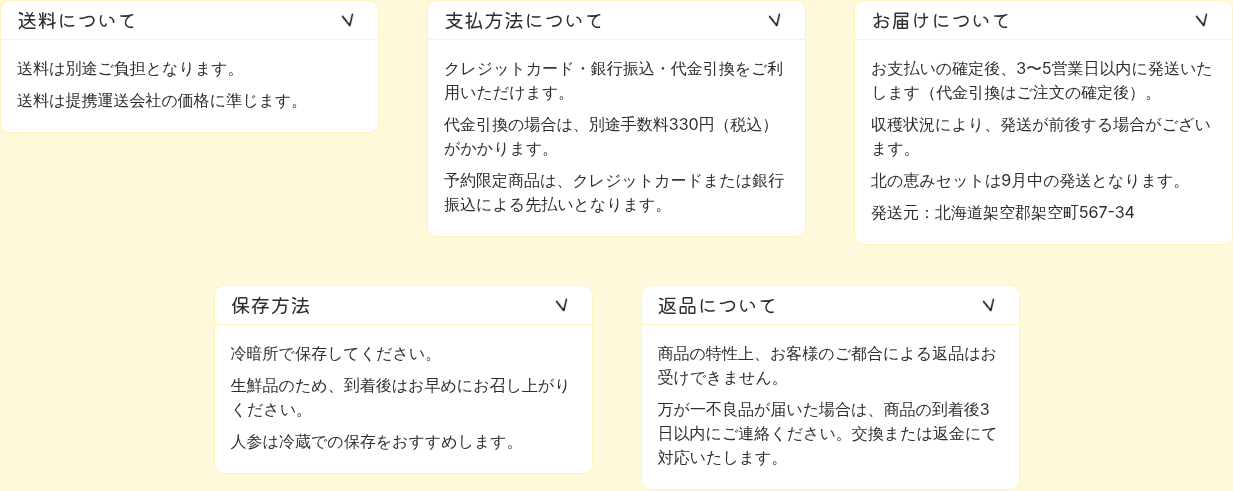 送料について
送料は別途ご負担となります。
送料は提携運送会社の価格に準じます。
支払方法について
クレジットカード・銀行振込・代金引換をご利
用いただけます。
代金引換の場合は、別途手数料330円（税込）
がかかります。
予約限定商品は、クレジットカードまたは銀行
振込による先払いとなります。
お届けについて
お支払いの確定後、3〜5営業日以内に発送いた
します（代金引換はご注文の確定後）。
収穫状況により、発送が前後する場合がござい
ます。
北の恵みセットは9月中の発送となります。
発送元：北海道架空郡架空町567-34
保存方法
冷暗所で保存してください。
生鮮品のため、到着後はお早めにお召し上がり
ください。
人参は冷蔵での保存をおすすめします。
返品について
商品の特性上、お客様のご都合による返品はお
受けできません。
万が一不良品が届いた場合は、商品の到着後3
日以内にご連絡ください。交換または返金にて
対応いたします。